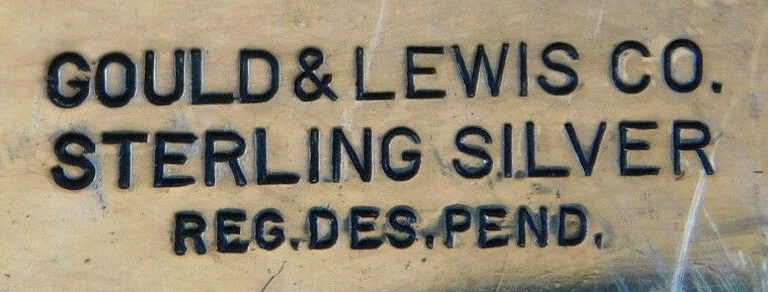 GOULD & LEWIS CO.
STERLING SILVER
REG. DES. PEND.